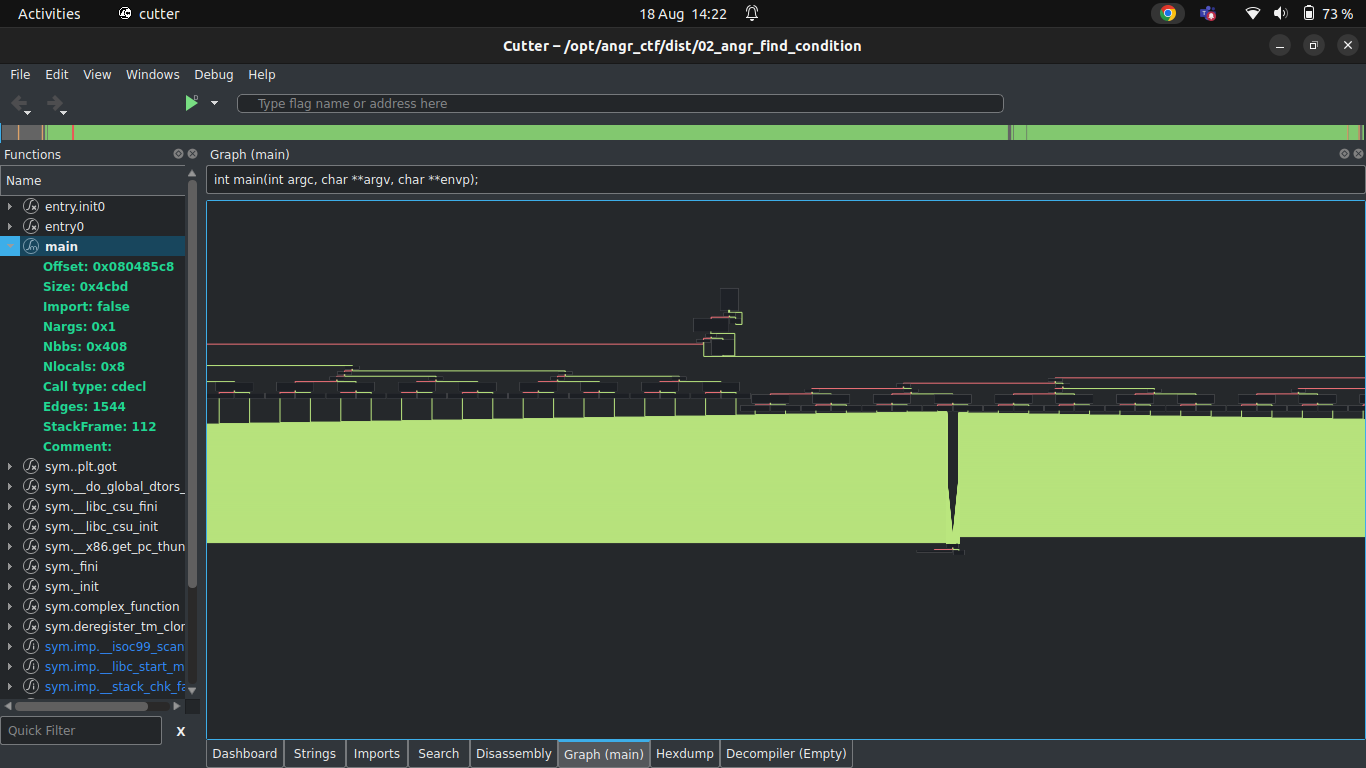 Activities cutter 18 Aug 14:22 73 %
Cutter – /opt/angr_ctf/dist/02_angr_find_condition
File Edit View Windows Debug Help
Type flag name or address here
Functions
Name
entry.init0
entry0
main
Offset: 0x080485c8
Size: 0x4cbd
Import: false
Nargs: 0x1
Nbbs: 0x408
Nlocals: 0x8
Call type: cdecl
Edges: 1544
StackFrame: 112
Comment:
sym..plt.got
sym.__do_global_dtors_
sym.__libc_csu_fini
sym.__libc_csu_init
sym.__x86.get_pc_thun
sym._fini
sym._init
sym.complex_function
sym.deregister_tm_clon
sym.imp.__isoc99_scan
sym.imp.__libc_start_m
sym.imp.__stack_chk_fa
Quick Filter X
Graph (main)
int main(int argc, char **argv, char **envp);
Dashboard Strings Imports Search Disassembly Graph (main) Hexdump Decompiler (Empty)